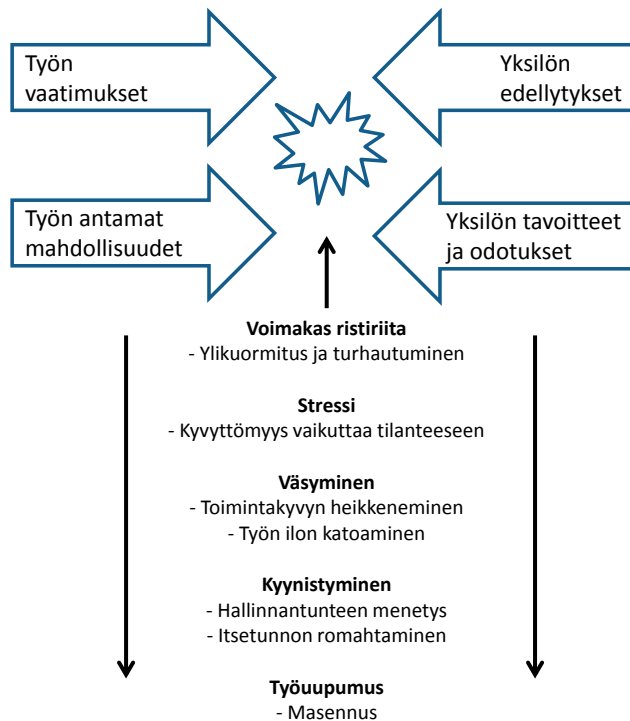 Työn
vaatimukset
Yksilön
edellytykset
Työn antamat
mahdollisuudet
Yksilön tavoitteet
ja odotukset
Voimakas ristiriita
- Ylikuormitus ja turhautuminen
Stressi
- Kyvyttömyys vaikuttaa tilanteeseen
Väsyminen
- Toimintakyvyn heikkeneminen
- Työn ilon katoaminen
Kyynistyminen
- Hallinnantunteen menetys
- Itsetunnon romahtaminen
Työuupumus
- Masennus